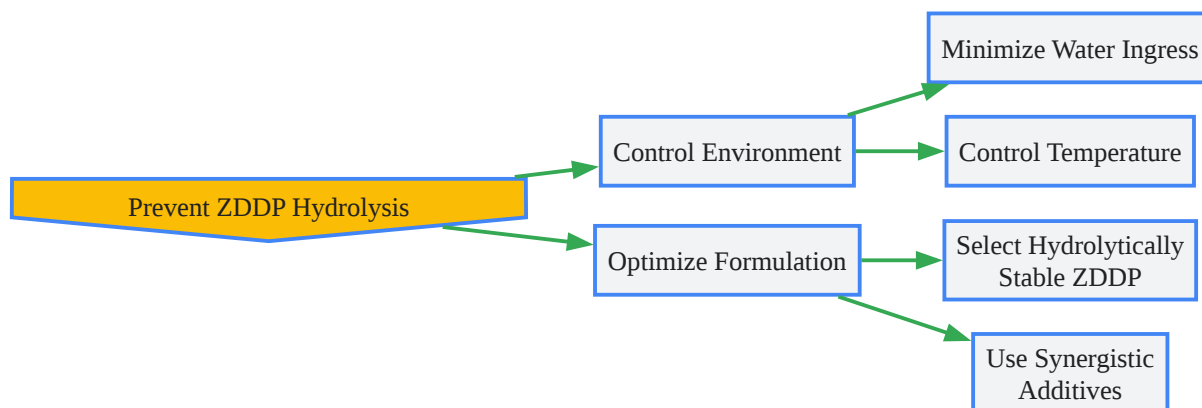 Prevent ZDDP Hydrolysis
Control Environment
Minimize Water Ingress
Control Temperature
Optimize Formulation
Select Hydrolytically
Stable ZDDP
Use Synergistic
Additives